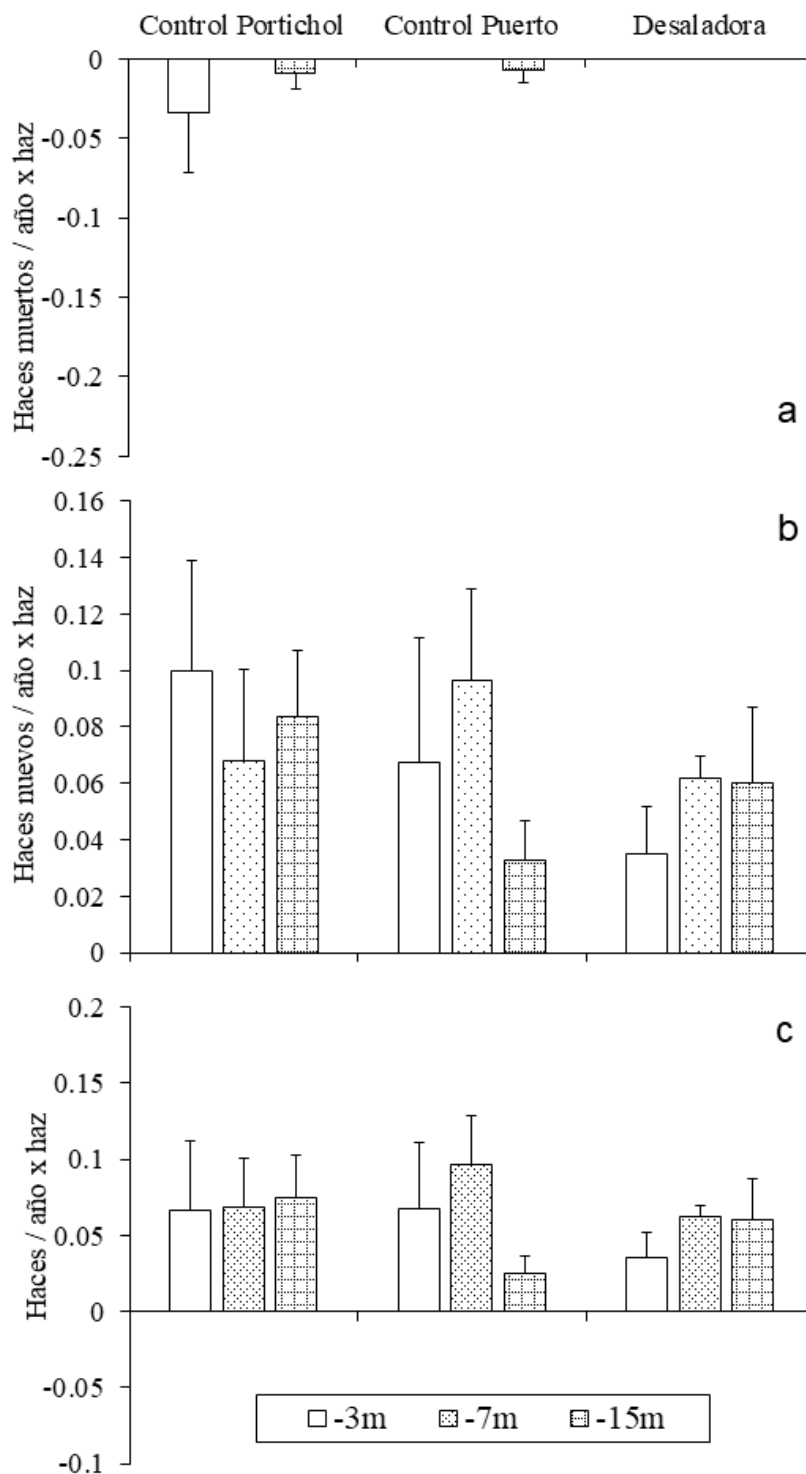 Control Portichol Control Puerto Desaladora
0
-0.05
-0.1
-0.15
-0.2
-0.25
Haces muertos / año x haz
a
0.16
0.14
0.12
0.1
0.08
0.06
0.04
0.02
0
Haces nuevos / año x haz
b
0.2
0.15
0.1
0.05
0
-0.05
-0.1
Haces / año x haz
c
-3m -7m -15m